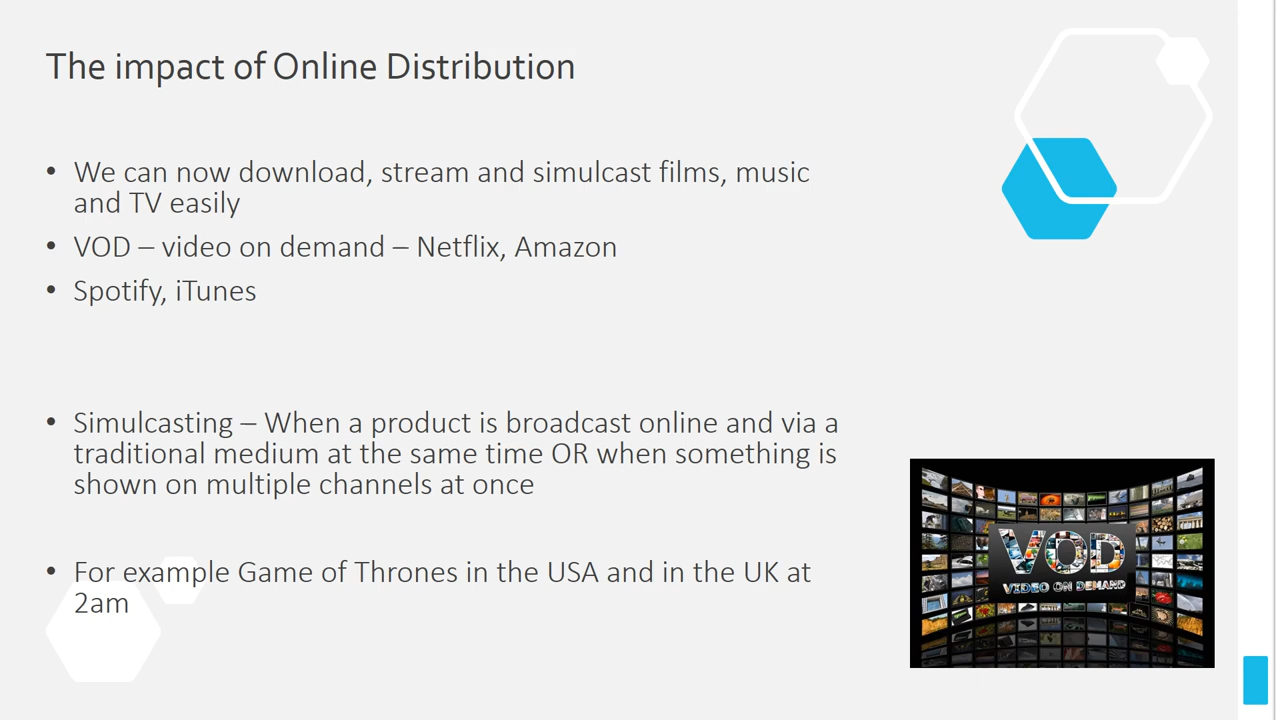 The impact of Online Distribution
• We can now download, stream and simulcast films, music
and TV easily
• VOD – video on demand – Netflix, Amazon
• Spotify, iTunes
• Simulcasting – When a product is broadcast online and via a
traditional medium at the same time OR when something is
shown on multiple channels at once
• For example Game of Thrones in the USA and in the UK at
2am
VOD
VIDEO ON DEMAND